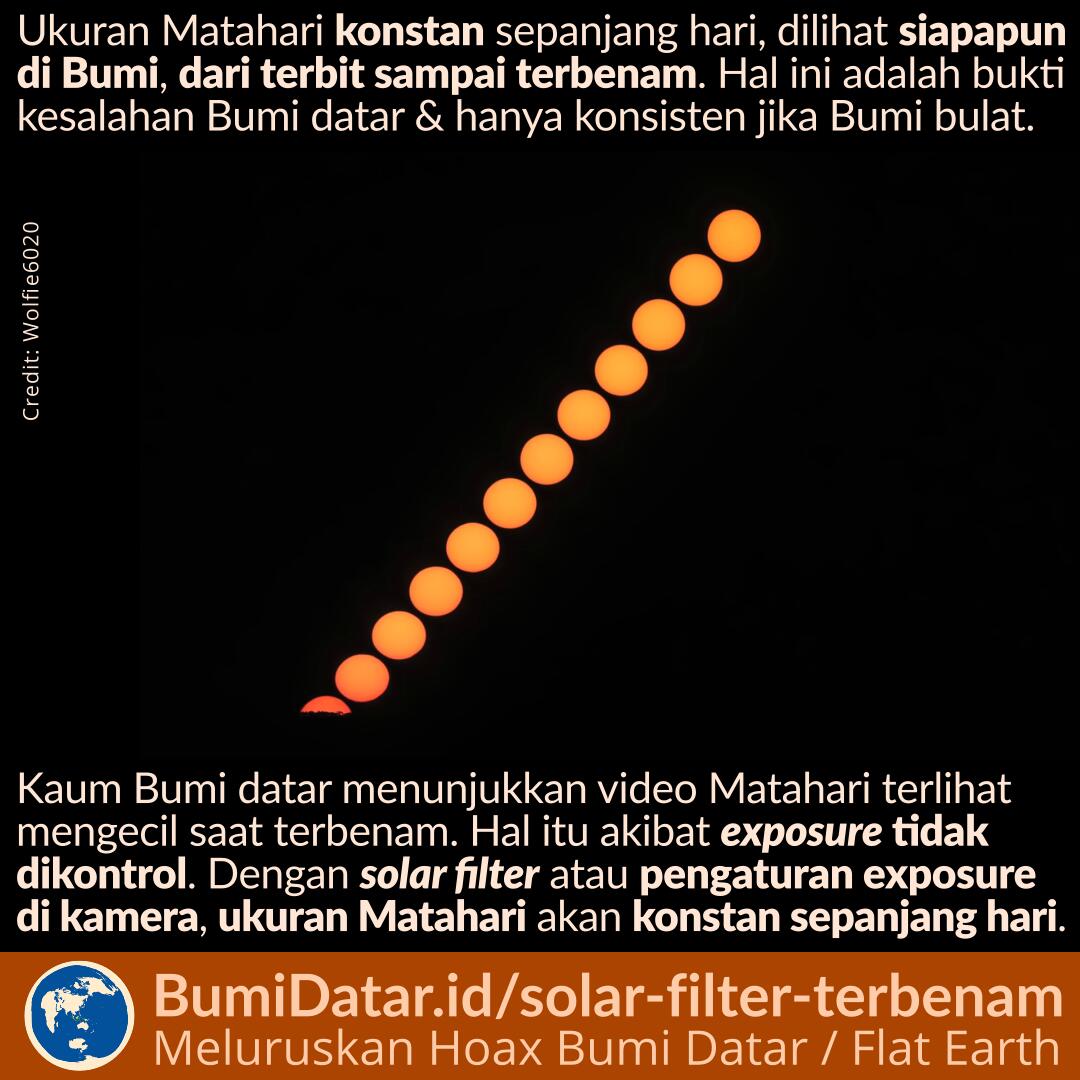 Ukuran Matahari konstan sepanjang hari, dilihat siapapun
di Bumi, dari terbit sampai terbenam. Hal ini adalah bukti
kesalahan Bumi datar & hanya konsisten jika Bumi bulat.
Credit: Wolfie6020
Kaum Bumi datar menunjukkan video Matahari terlihat
mengecil saat terbenam. Hal itu akibat exposure tidak
dikontrol. Dengan solar filter atau pengaturan exposure
di kamera, ukuran Matahari akan konstan sepanjang hari.
BumiDatar.id/solar-filter-terbenam
Meluruskan Hoax Bumi Datar / Flat Earth